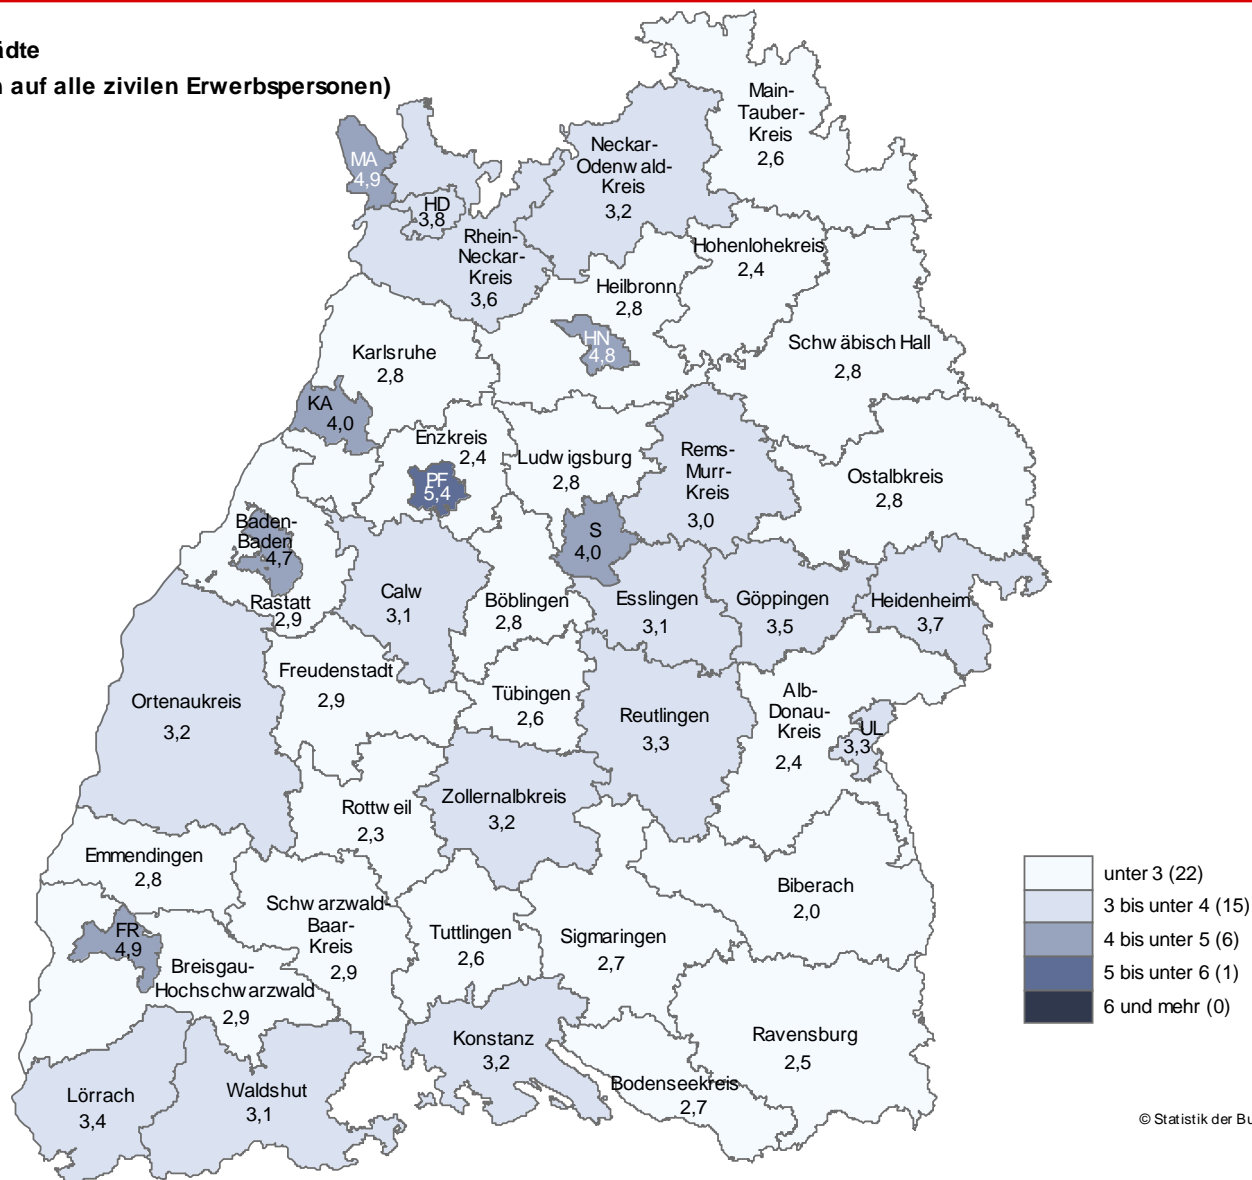 ädte
auf alle zivilen Erwerbspersonen)
Main-
Tauber-
Kreis
2,6
Neckar-
Odenwald-
Kreis
3,2
MA
4,9
HD
3,8
Rhein-
Neckar-
Kreis
3,6
Hohenlohekreis
2,4
Heilbronn
2,8
HN
4,8
Schwäbisch Hall
2,8
Karlsruhe
2,8
KA
4,0
Enzkreis
2,4
PF
5,4
Ludwigsburg
2,8
Rems-
Murr-
Kreis
3,0
Ostalbkreis
2,8
Baden-
Baden
4,7
S
4,0
Rastatt
2,9
Calw
3,1
Böblingen
2,8
Esslingen
3,1
Göppingen
3,5
Heidenheim
3,7
Freudenstadt
2,9
Tübingen
2,6
Ortenaukreis
3,2
Reutlingen
3,3
Alb-
Donau-
Kreis
2,4
UL
3,3
Rottweil
2,3
Zollernalbkreis
3,2
Emmendingen
2,8
Biberach
2,0
Schwarzwald-
Baar-
Kreis
2,9
FR
4,9
Tuttlingen
2,6
Sigmaringen
2,7
Breisgau-
Hochschwarzwald
2,9
Konstanz
3,2
Ravensburg
2,5
Bodenseekreis
2,7
Lörrach
3,4
Waldshut
3,1
unter 3 (22)
3 bis unter 4 (15)
4 bis unter 5 (6)
5 bis unter 6 (1)
6 und mehr (0)
© Statistik der Bu